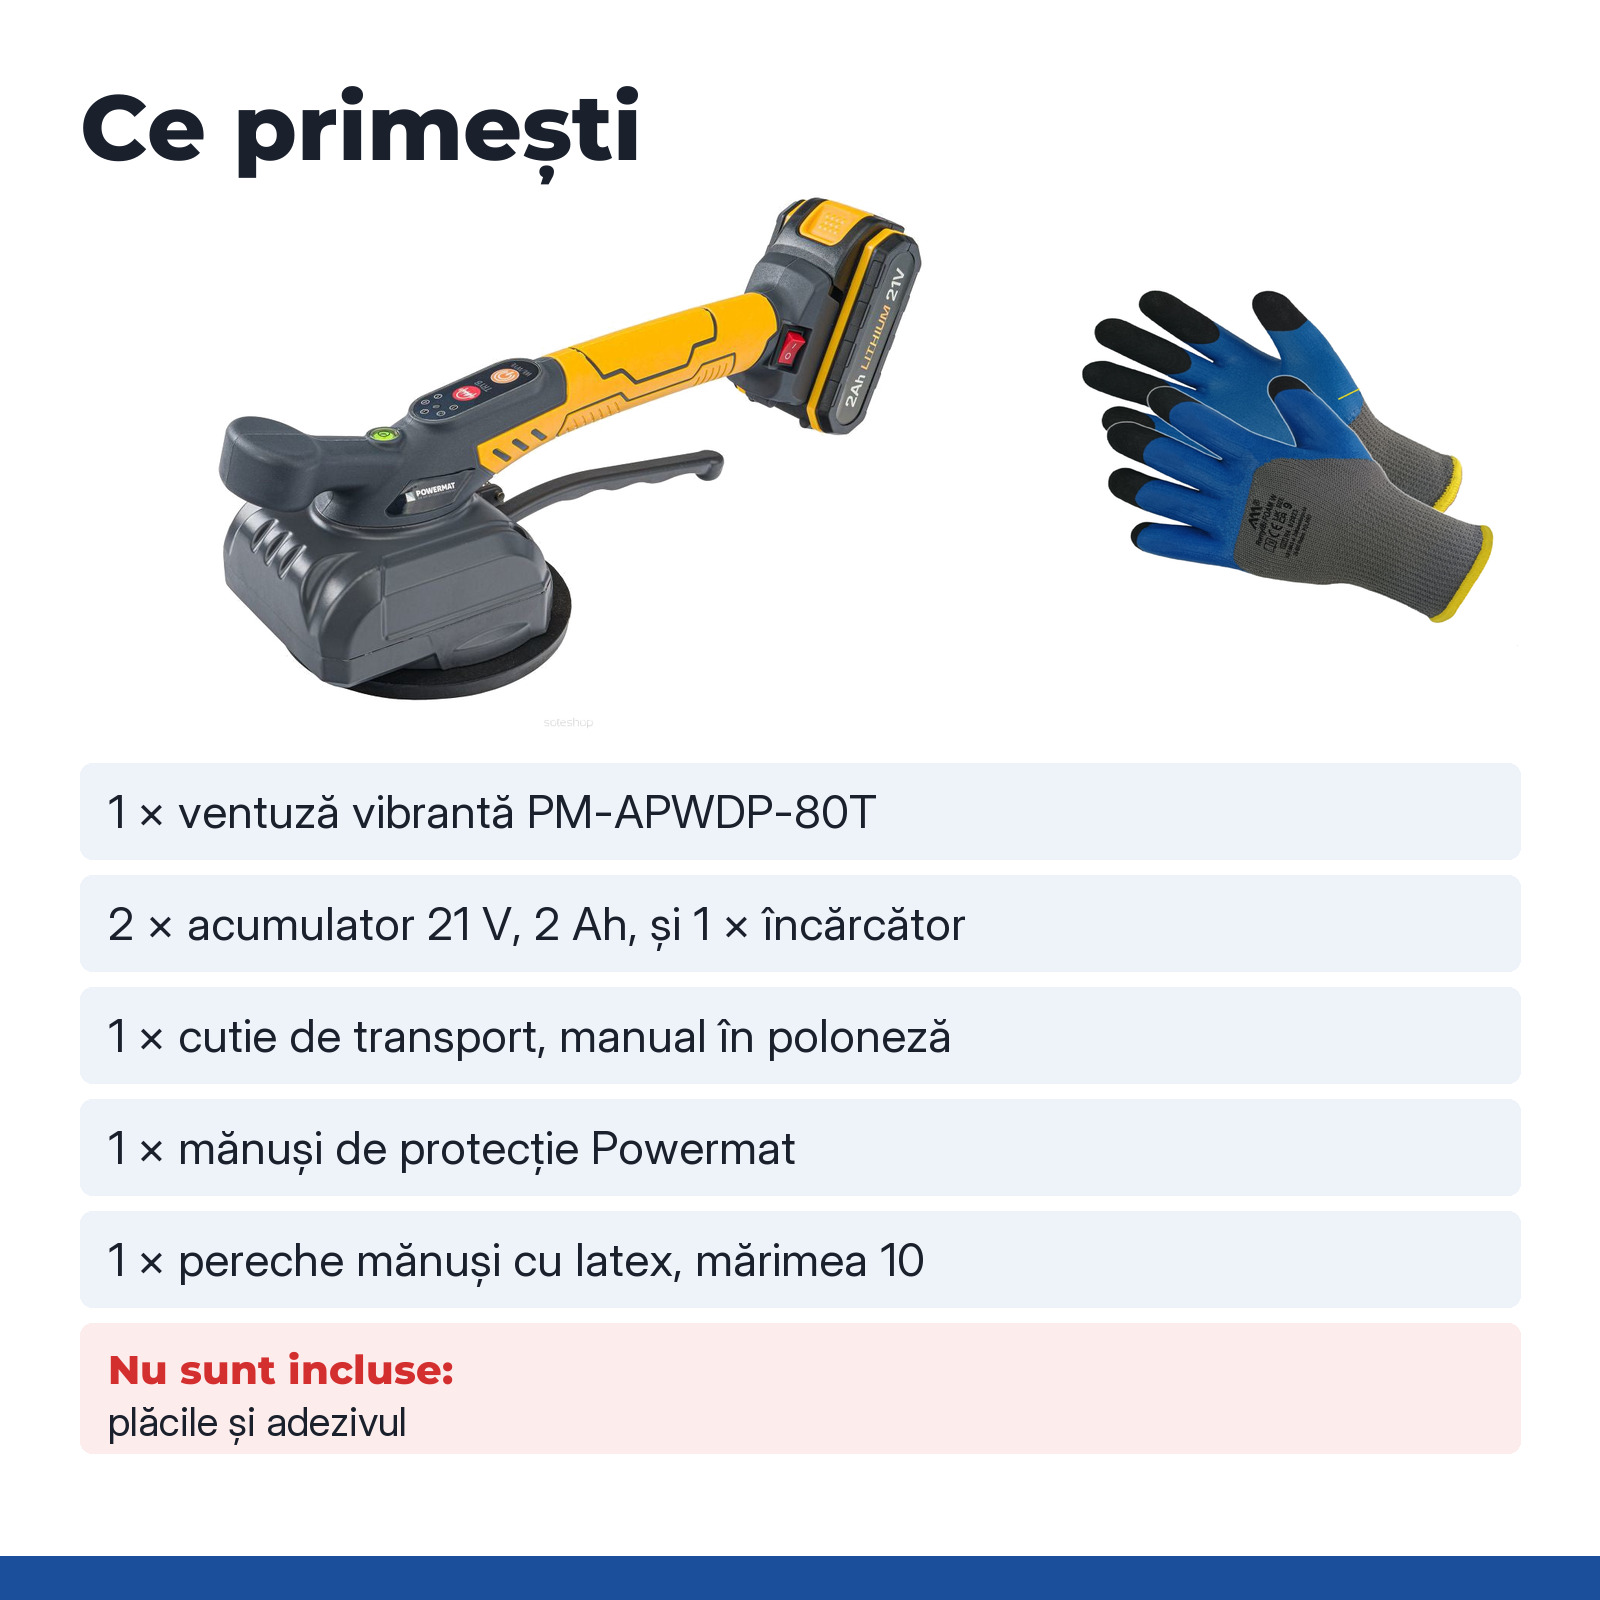 Ce primești
2Ah LITHIUM 21V
POWERMAT
9
soteshop
1 × ventuză vibrantă PM-APWDP-80T
2 × acumulator 21 V, 2 Ah, și 1 × încărcător
1 × cutie de transport, manual în poloneză
1 × mănuși de protecție Powermat
1 × pereche mănuși cu latex, mărimea 10
Nu sunt incluse:
plăcile și adezivul